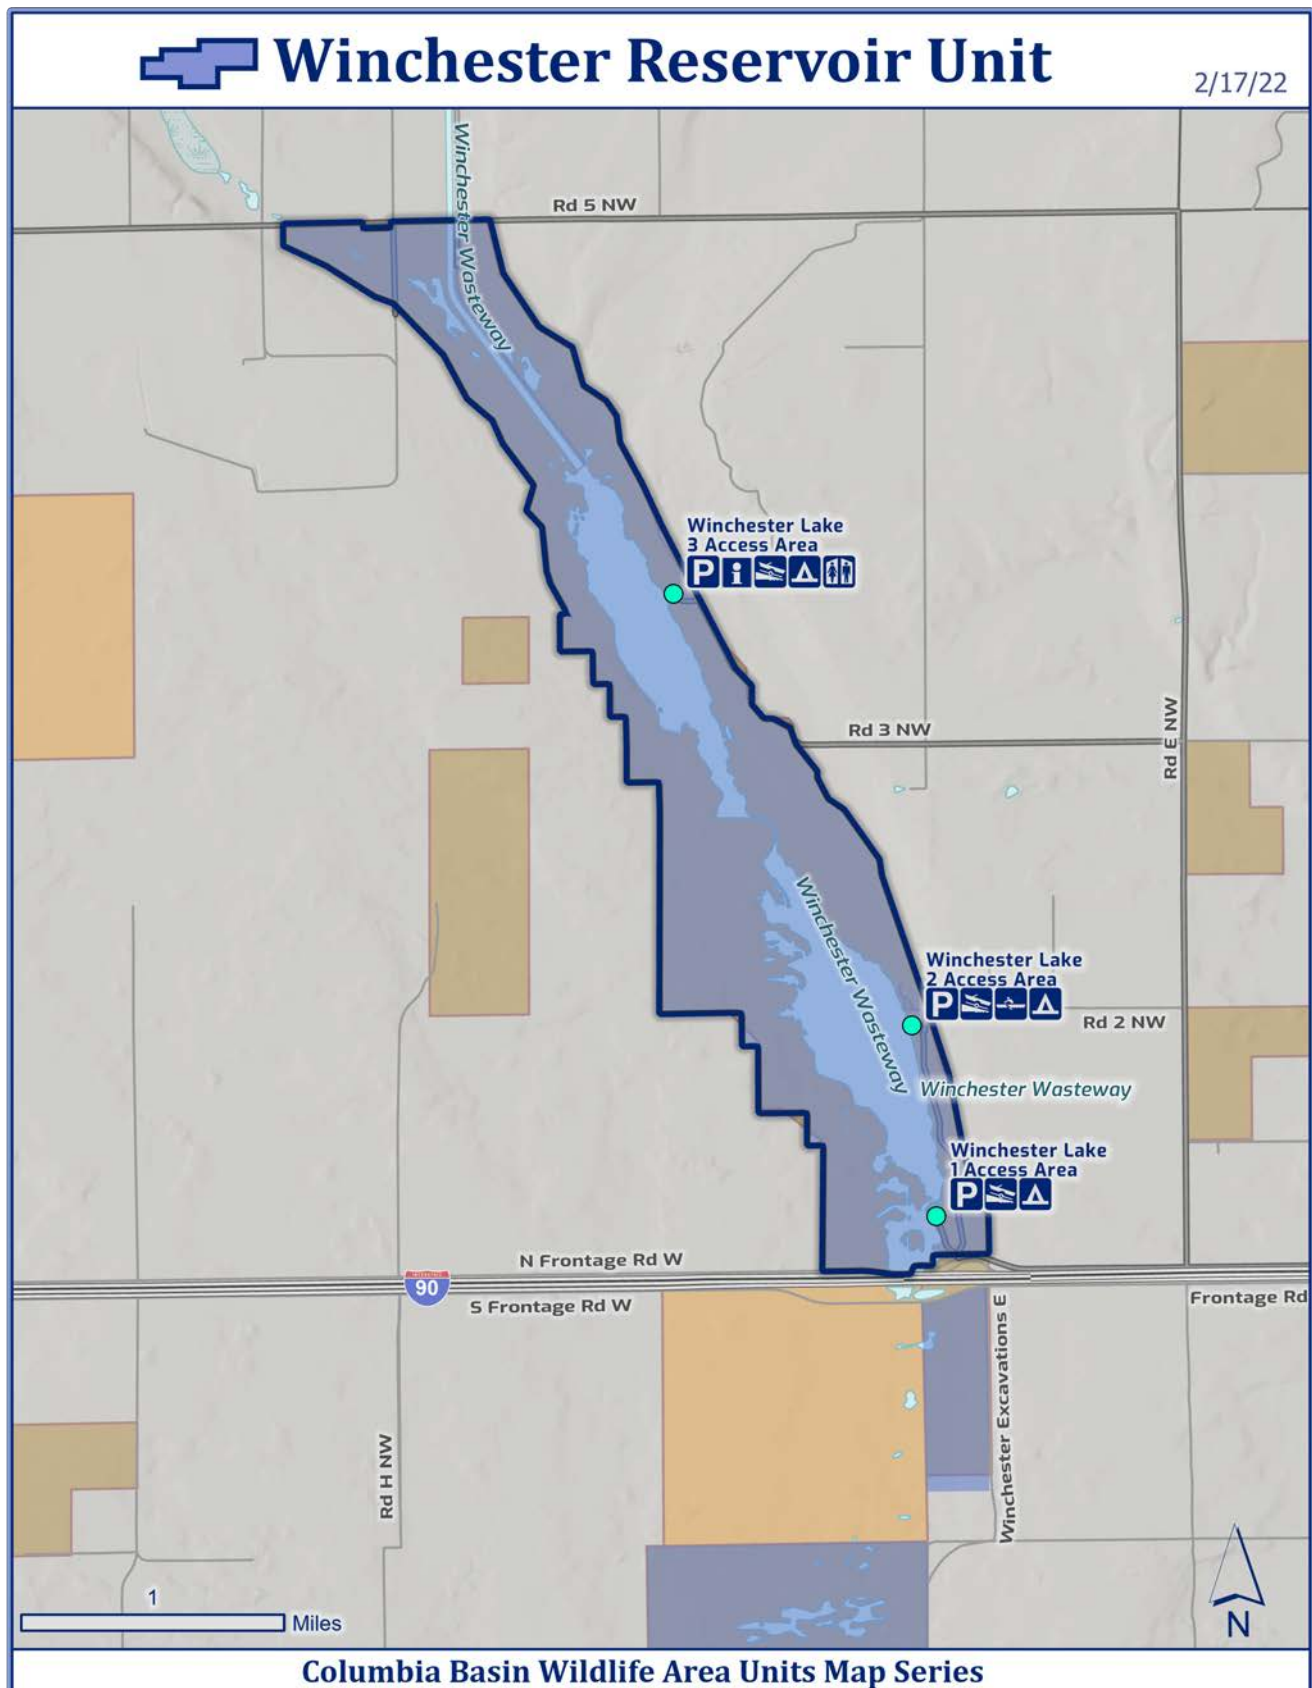 Winchester Reservoir Unit
2/17/22
Winchester Wasteway
Rd 5 NW
Winchester Lake
3 Access Area
P i
Rd 3 NW
Rd E NW
Winchester Wasteway
Winchester Lake
2 Access Area
P
Rd 2 NW
Winchester Wasteway
Winchester Lake
1 Access Area
P
N Frontage Rd W
INTERSTATE
90
S Frontage Rd W
Frontage Rd
Winchester Excavations E
Rd H NW
1
Miles
N
Columbia Basin Wildlife Area Units Map Series